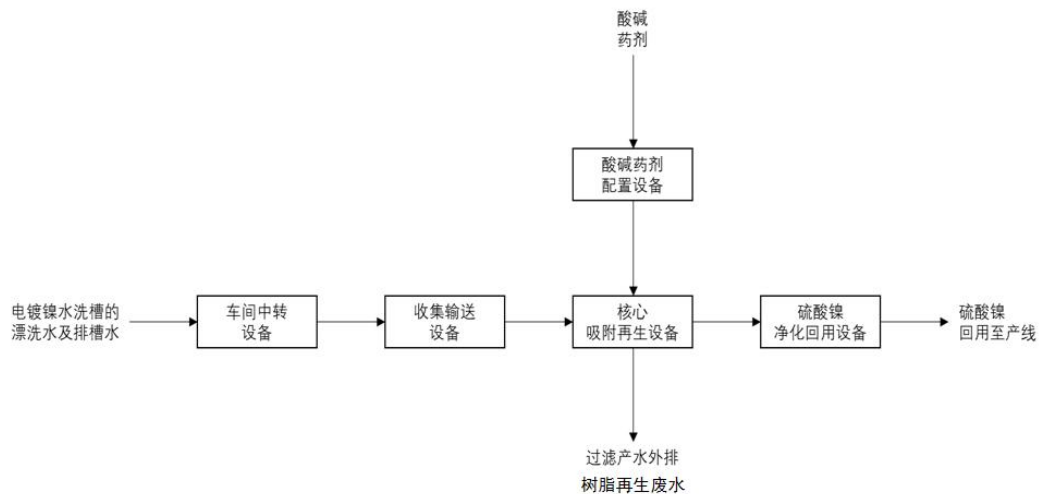 酸碱
药剂
酸碱药剂
配置设备
电镀镍水洗槽的
漂洗水及排槽水
车间中转
设备
收集输送
设备
核心
吸附再生设备
硫酸镍
净化回用设备
硫酸镍
回用至产线
过滤产水外排
树脂再生废水